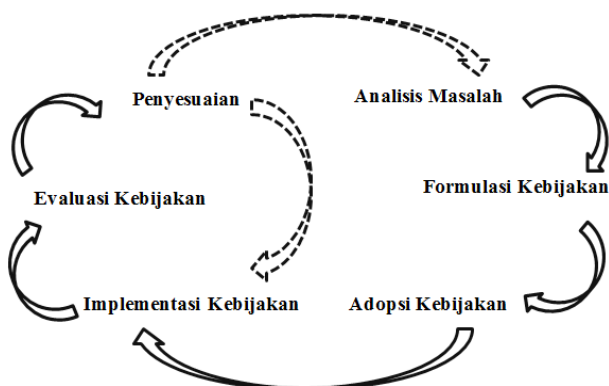 Penyesuaian
Analisis Masalah
Evaluasi Kebijakan
Formulasi Kebijakan
Implementasi Kebijakan
Adopsi Kebijakan